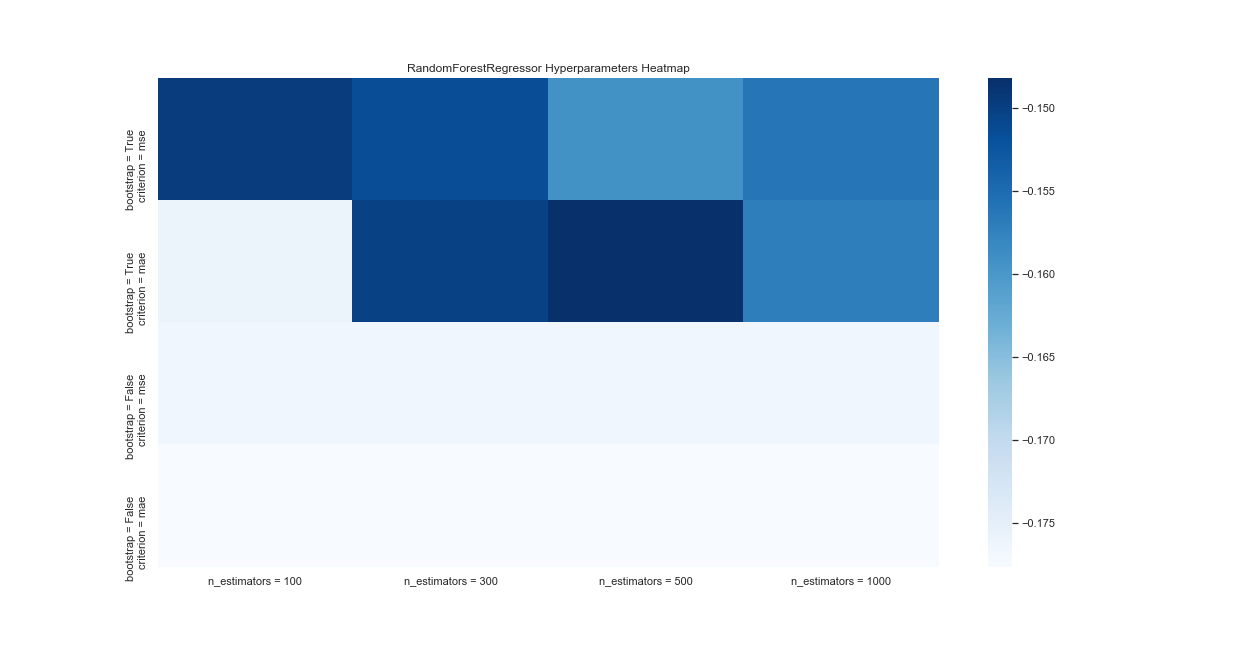 RandomForestRegressor Hyperparameters Heatmap
bootstrap = True
criterion = mse
bootstrap = True
criterion = mae
bootstrap = False
criterion = mse
bootstrap = False
criterion = mae
n_estimators = 100
n_estimators = 300
n_estimators = 500
n_estimators = 1000
−0.150
−0.155
−0.160
−0.165
−0.170
−0.175